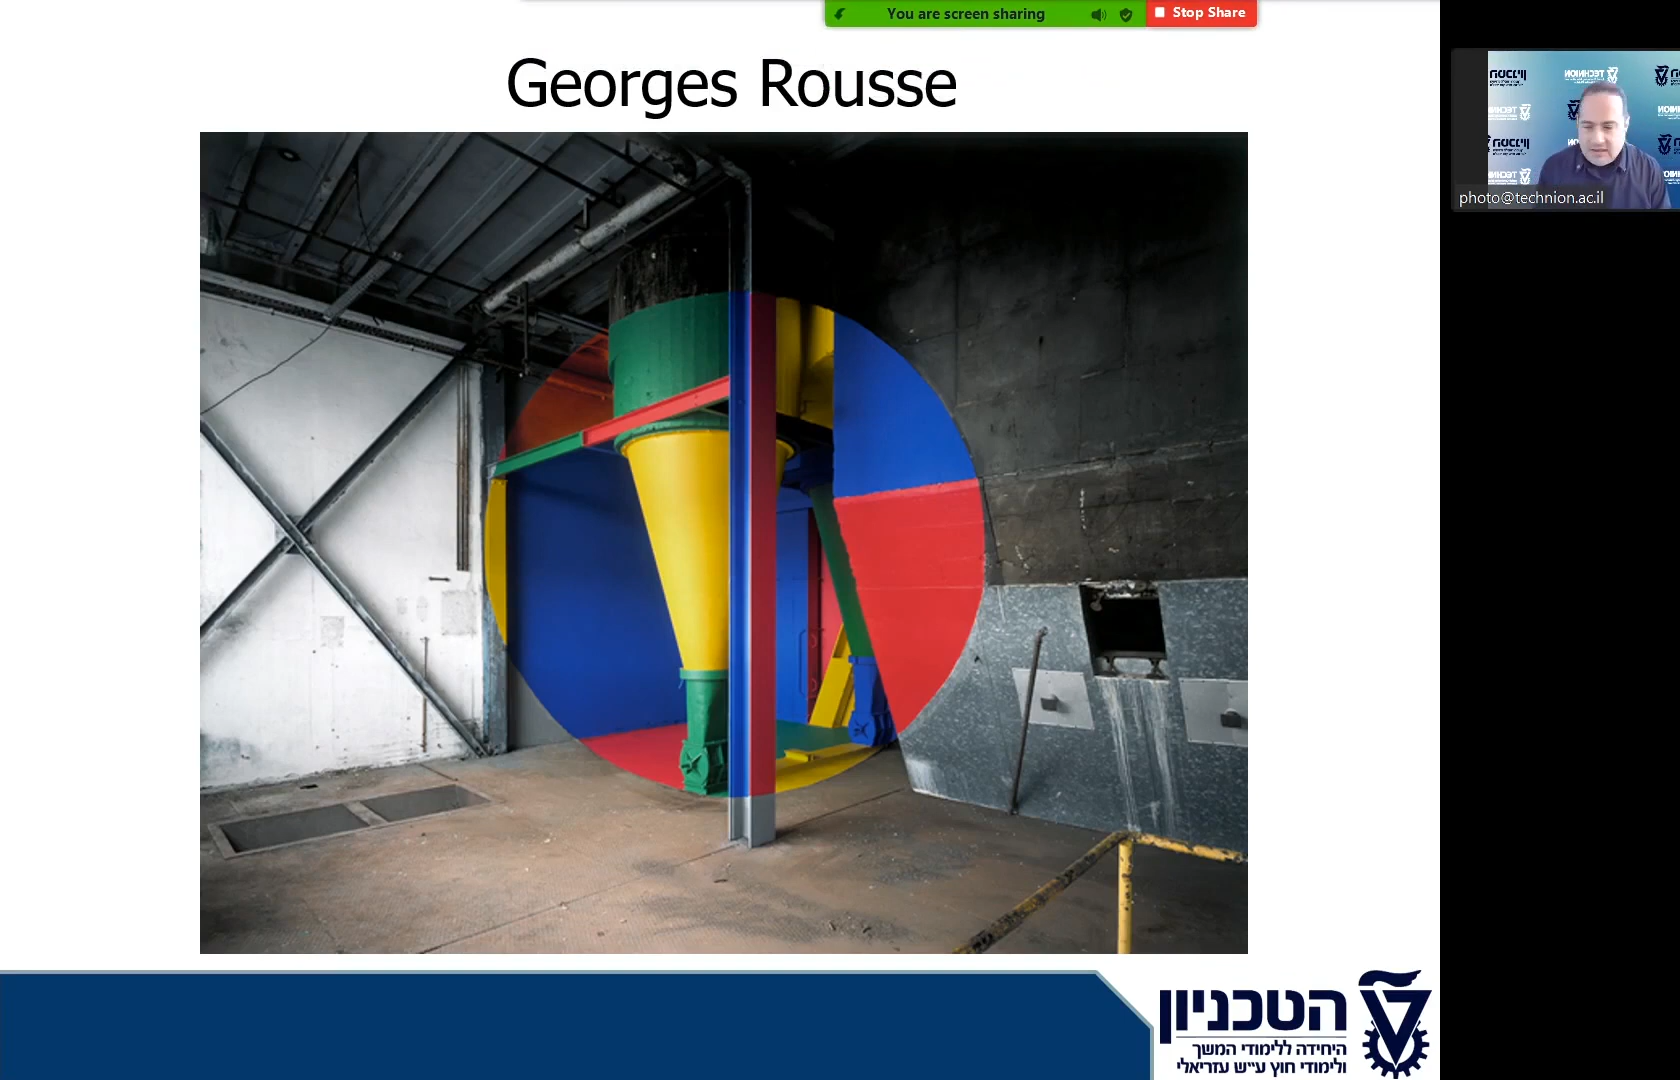 You are screen sharing
Stop Share
Georges Rousse
photo@technion.ac.il
הטכניון
היחידה ללימודי המשך
ולימודי חוץ ע״ש עזריאלי